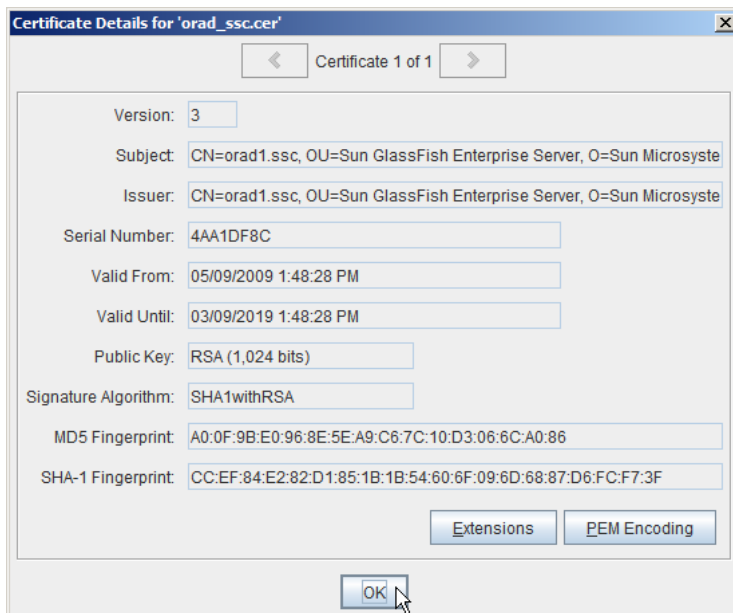 Certificate Details for 'orad_ssc.cer'
Certificate 1 of 1
Version: 3
Subject: CN=orad1.ssc, OU=Sun GlassFish Enterprise Server, O=Sun Microsyste
Issuer: CN=orad1.ssc, OU=Sun GlassFish Enterprise Server, O=Sun Microsyste
Serial Number: 4AA1DF8C
Valid From: 05/09/2009 1:48:28 PM
Valid Until: 03/09/2019 1:48:28 PM
Public Key: RSA (1,024 bits)
Signature Algorithm: SHA1withRSA
MD5 Fingerprint: A0:0F:9B:E0:96:8E:5E:A9:C6:7C:10:D3:06:6C:A0:86
SHA-1 Fingerprint: CC:EF:84:E2:82:D1:85:1B:1B:54:60:6F:09:6D:68:87:D6:FC:F7:3F
Extensions PEM Encoding
OK